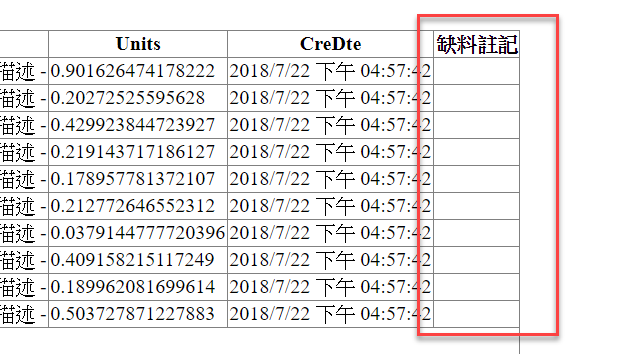 Units CreDte 缺料註記
描述 - 0.901626474178222 2018/7/22 下午 04:57:42
描述 - 0.20272525595628 2018/7/22 下午 04:57:42
描述 - 0.429923844723927 2018/7/22 下午 04:57:42
描述 - 0.219143717186127 2018/7/22 下午 04:57:42
描述 - 0.178957781372107 2018/7/22 下午 04:57:42
描述 - 0.212772646552312 2018/7/22 下午 04:57:42
描述 - 0.0379144777720396 2018/7/22 下午 04:57:42
描述 - 0.409158215117249 2018/7/22 下午 04:57:42
描述 - 0.189962081699614 2018/7/22 下午 04:57:42
描述 - 0.503727871227883 2018/7/22 下午 04:57:42